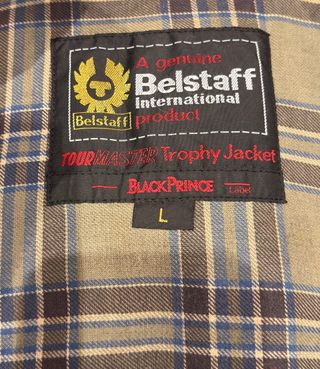 A genuine
Belstaff
International
product
Belstaff
TOURMASTER Trophy Jacket
BLACKPRINCE
Label
L